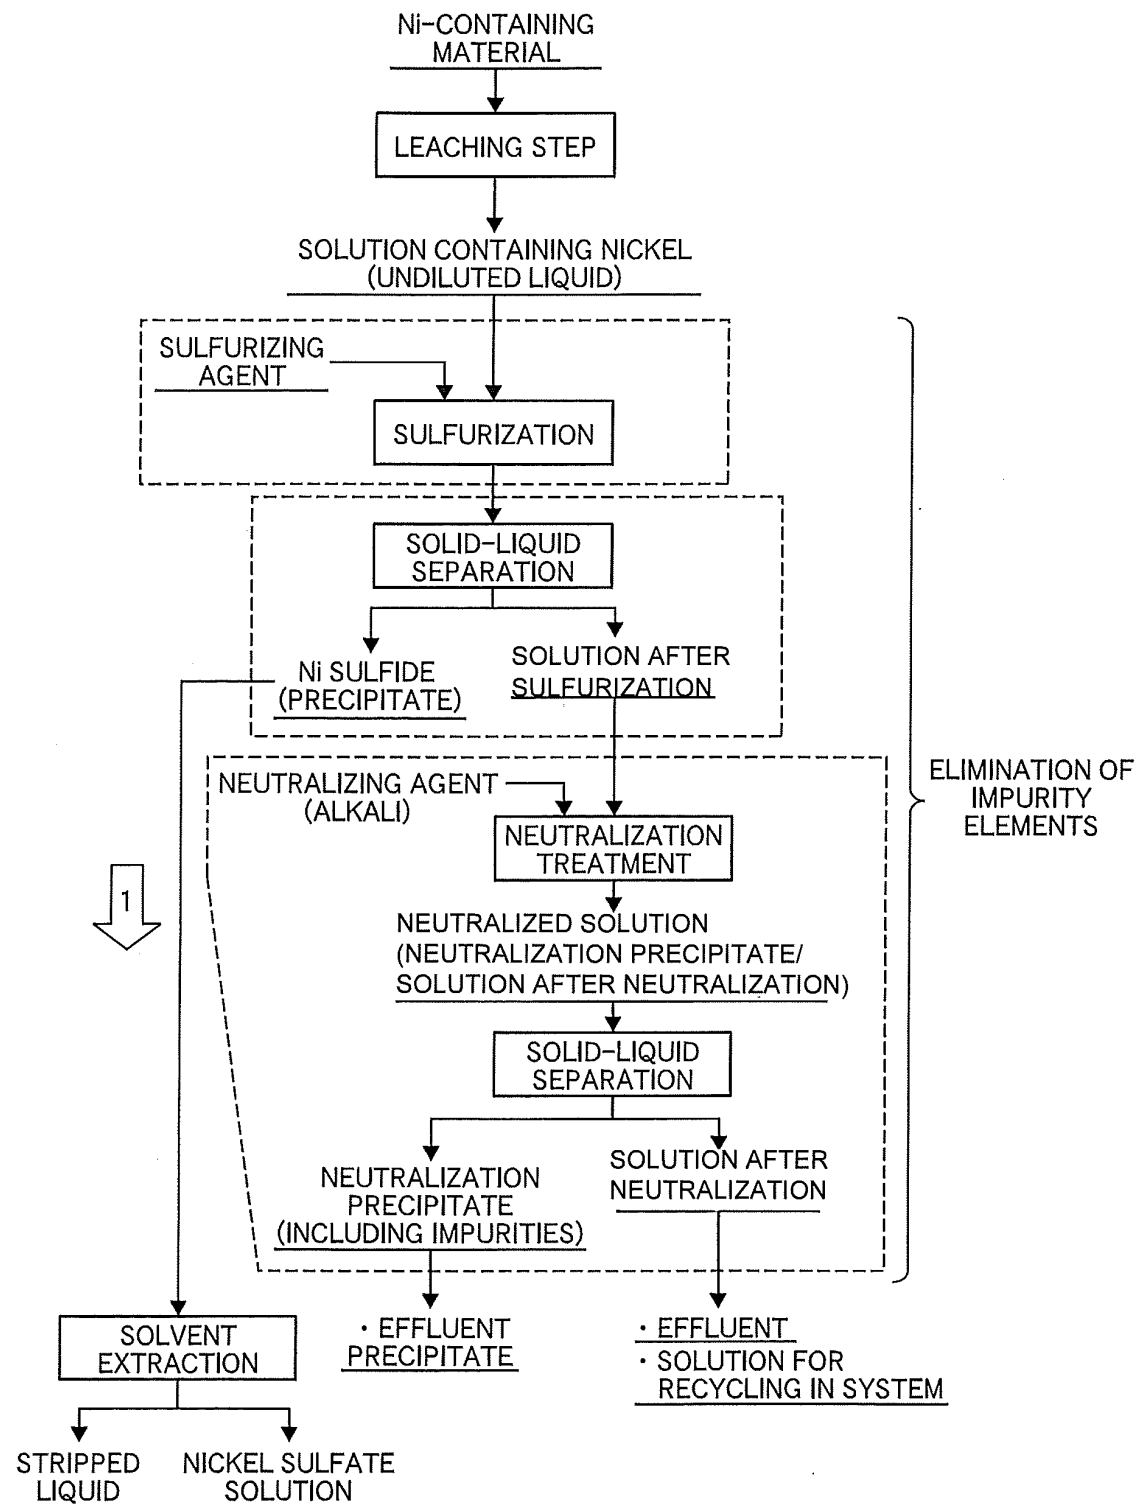 Ni-CONTAINING
MATERIAL
LEACHING STEP
SOLUTION CONTAINING NICKEL
(UNDILUTED LIQUID)
SULFURIZING
AGENT
SULFURIZATION
SOLID-LIQUID
SEPARATION
Ni SULFIDE
(PRECIPITATE)
SOLUTION AFTER
SULFURIZATION
NEUTRALIZING AGENT
(ALKALI)
NEUTRALIZATION
TREATMENT
ELIMINATION OF
IMPURITY
ELEMENTS
1
NEUTRALIZED SOLUTION
(NEUTRALIZATION PRECIPITATE/
SOLUTION AFTER NEUTRALIZATION)
SOLID-LIQUID
SEPARATION
NEUTRALIZATION
PRECIPITATE
(INCLUDING IMPURITIES)
SOLUTION AFTER
NEUTRALIZATION
SOLVENT
EXTRACTION
・EFFLUENT
PRECIPITATE
・EFFLUENT
・SOLUTION FOR
RECYCLING IN SYSTEM
STRIPPED
LIQUID
NICKEL SULFATE
SOLUTION